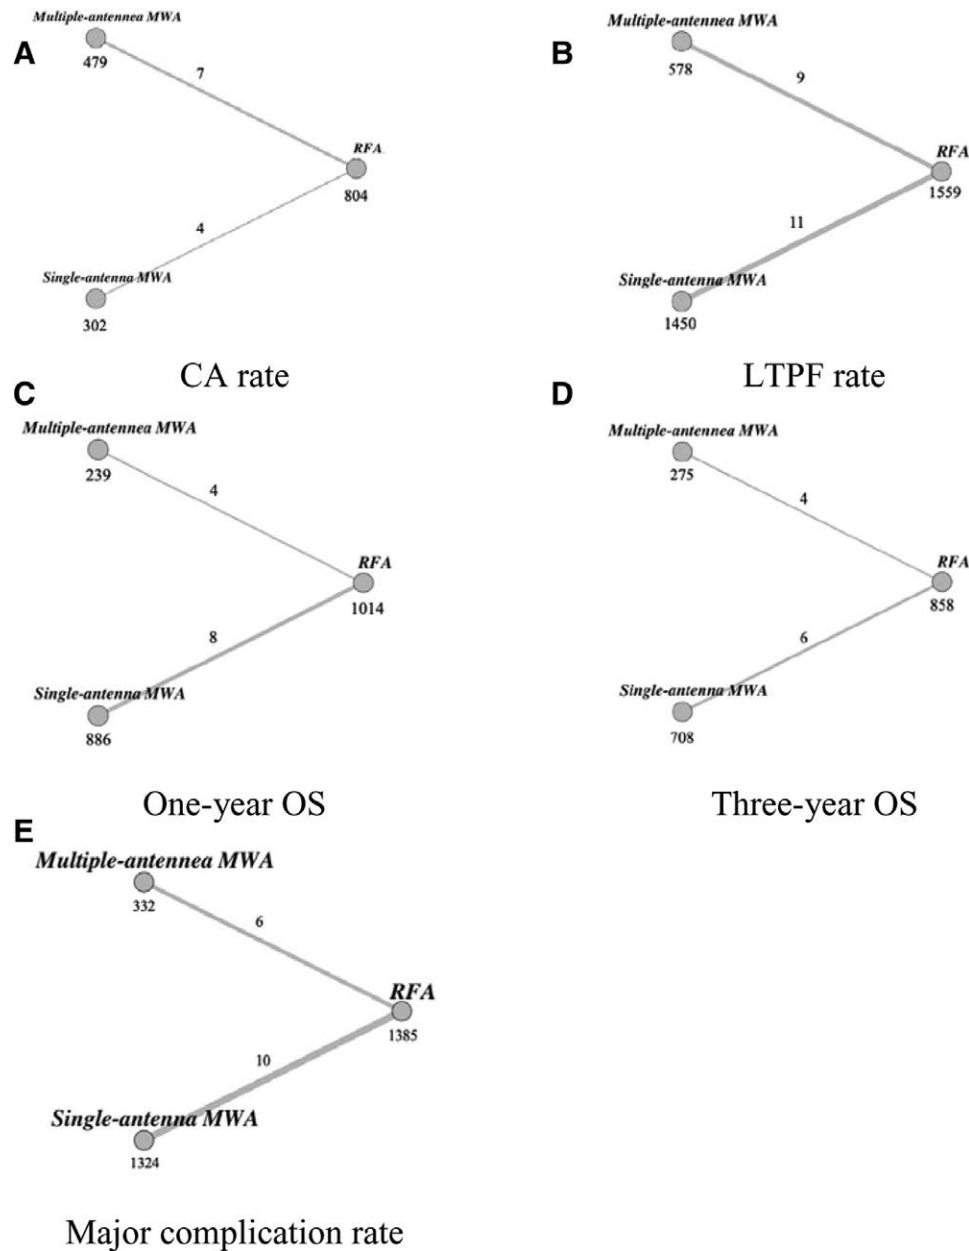 A
Multiple-antennea MWA
479
7
RFA
804
4
Single-antenna MWA
302
CA rate
B
Multiple-antennea MWA
578
9
RFA
1559
11
Single-antenna MWA
1450
LTPF rate
C
Multiple-antennea MWA
239
4
RFA
1014
8
Single-antenna MWA
886
One-year OS
D
Multiple-antennea MWA
275
4
RFA
858
6
Single-antenna MWA
708
Three-year OS
E
Multiple-antennea MWA
332
6
RFA
1385
10
Single-antenna MWA
1324
Major complication rate